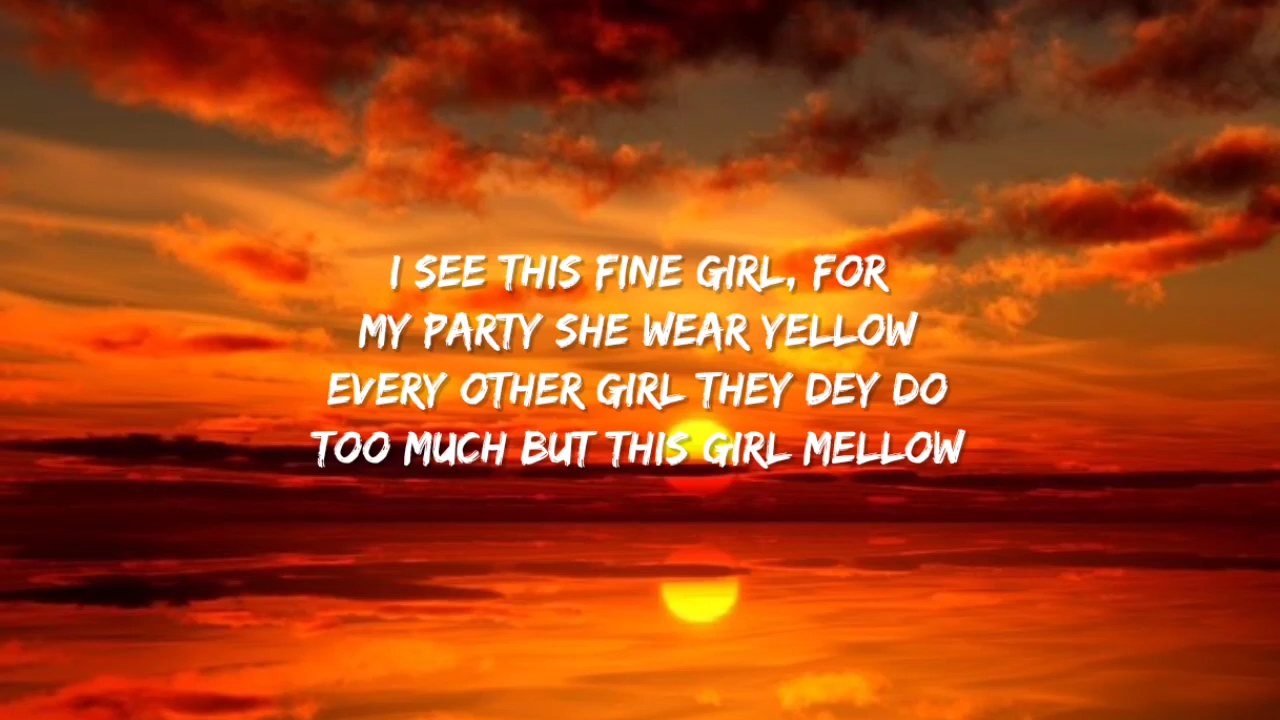 I SEE THIS FINE GIRL, FOR
MY PARTY SHE WEAR YELLOW
EVERY OTHER GIRL THEY DEY DO
TOO MUCH BUT THIS GIRL MELLOW